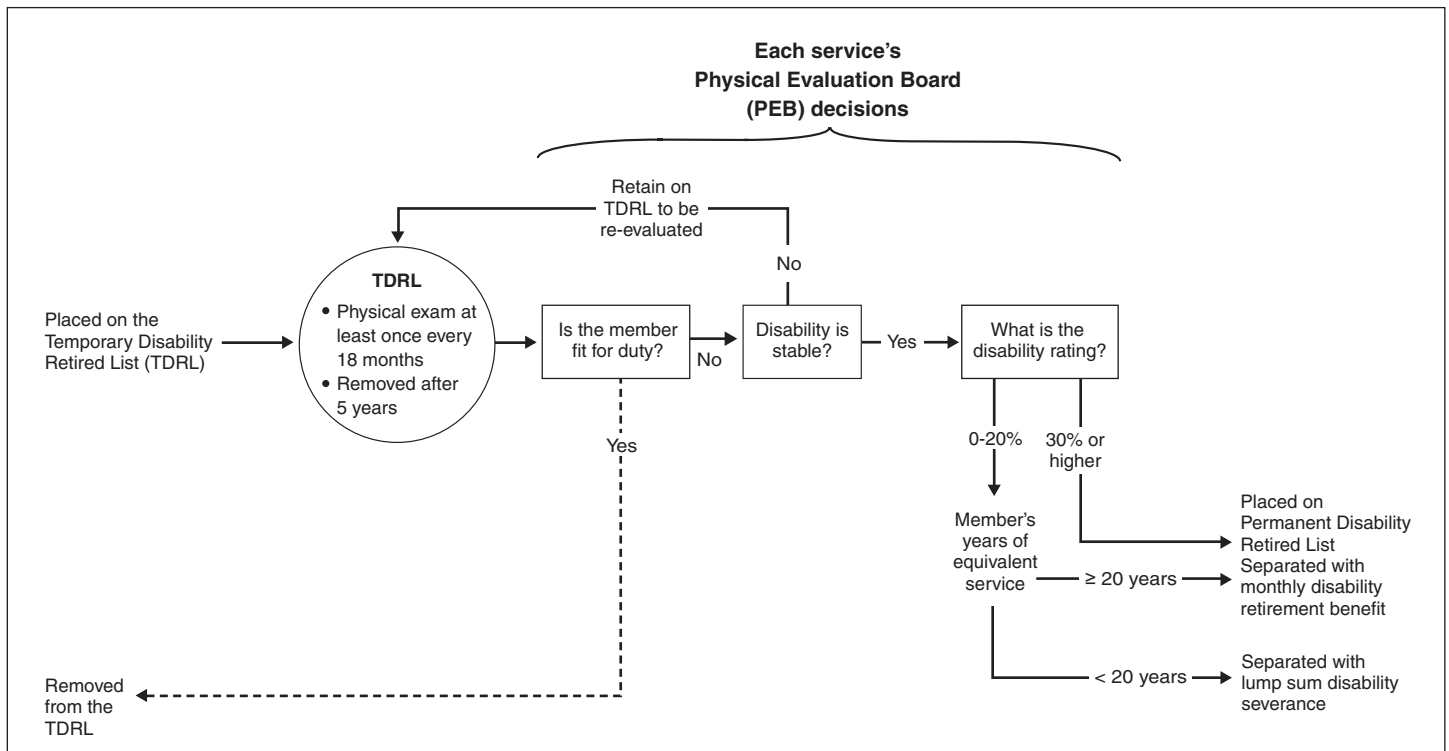 Each service's
Physical Evaluation Board
(PEB) decisions
Retain on
TDRL to be
re-evaluated
No
Placed on the
Temporary Disability
Retired List (TDRL)
TDRL
• Physical exam at
least once every
18 months
• Removed after
5 years
Is the member
fit for duty?
No
Disability is
stable?
Yes
What is the
disability rating?
Yes
0-20%
30% or
higher
Member's
years of
equivalent
service
Placed on
Permanent Disability
Retired List
≥ 20 years
Separated with
monthly disability
retirement benefit
< 20 years
Separated with
lump sum disability
severance
Removed
from the
TDRL